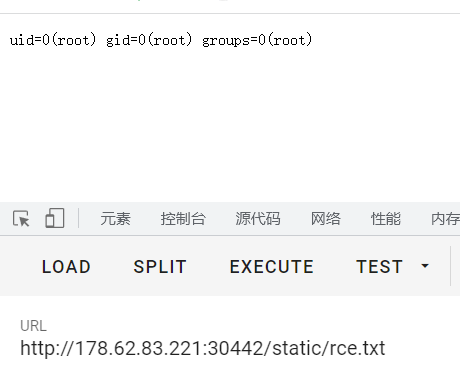 uid=0(root) gid=0(root) groups=0(root)
元素 控制台 源代码 网络 性能 内存
LOAD SPLIT EXECUTE TEST
URL
http://178.62.83.221:30442/static/rce.txt